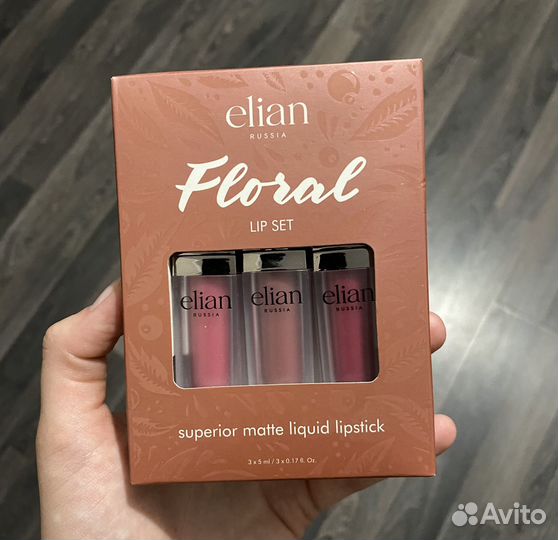 elian
RUSSIA
Floral
LIP SET
elian
RUSSIA
elian
RUSSIA
elian
RUSSIA
superior matte liquid lipstick
3 x 5 ml / 3 x 0.17 fl. Oz.
Avito